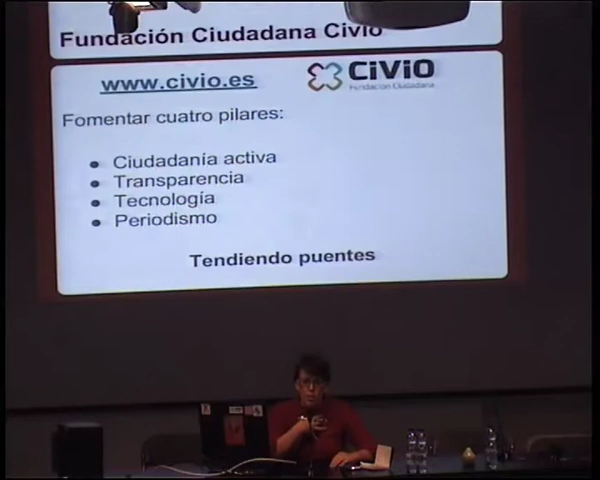 Fundación Ciudadana Civio
www.civio.es
CiViO
Fundación Ciudadana
Fomentar cuatro pilares:
● Ciudadanía activa
● Transparencia
● Tecnología
● Periodismo
Tendiendo puentes